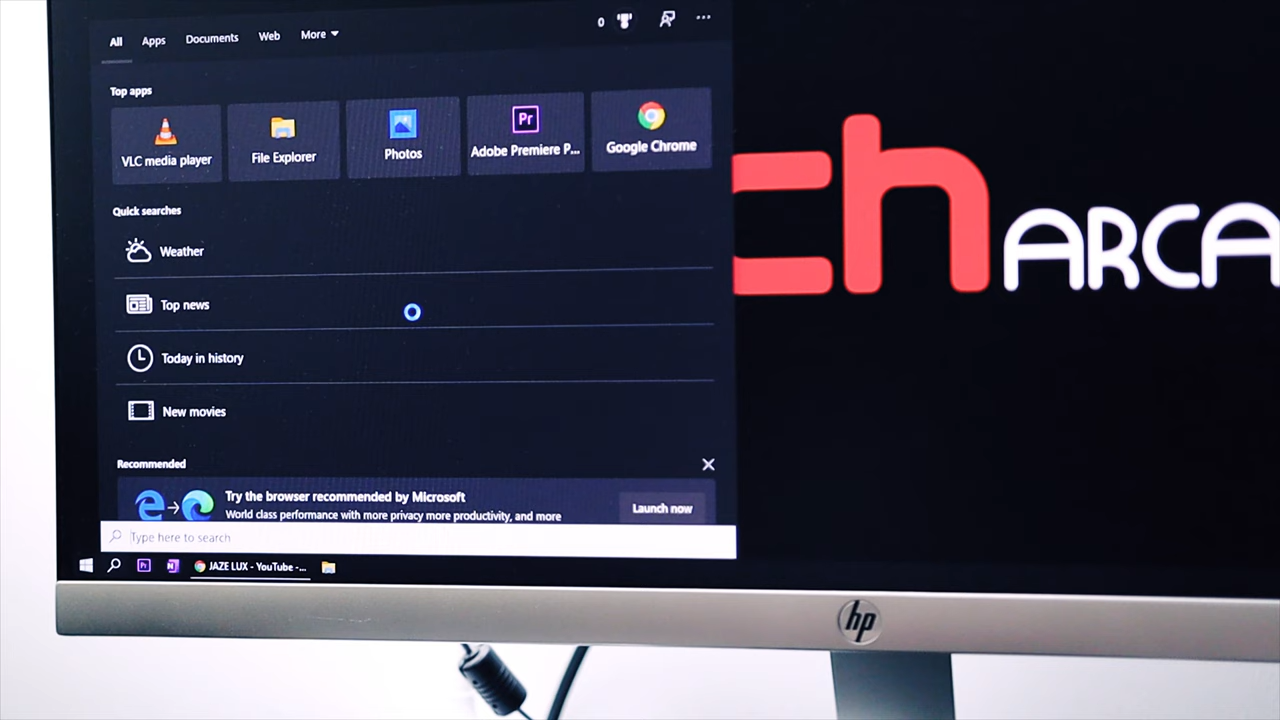 All Apps Documents Web More 0 ...
Top apps
VLC media player File Explorer Photos Adobe Premiere P... Google Chrome
Pr
Quick searches
Weather
Top news
Today in history
New movies
Recommended
Try the browser recommended by Microsoft
World class performance with more privacy more productivity, and more
Launch now
Type here to search
Pr N JAZE LUX - YouTube -...
ch ARCA
hp